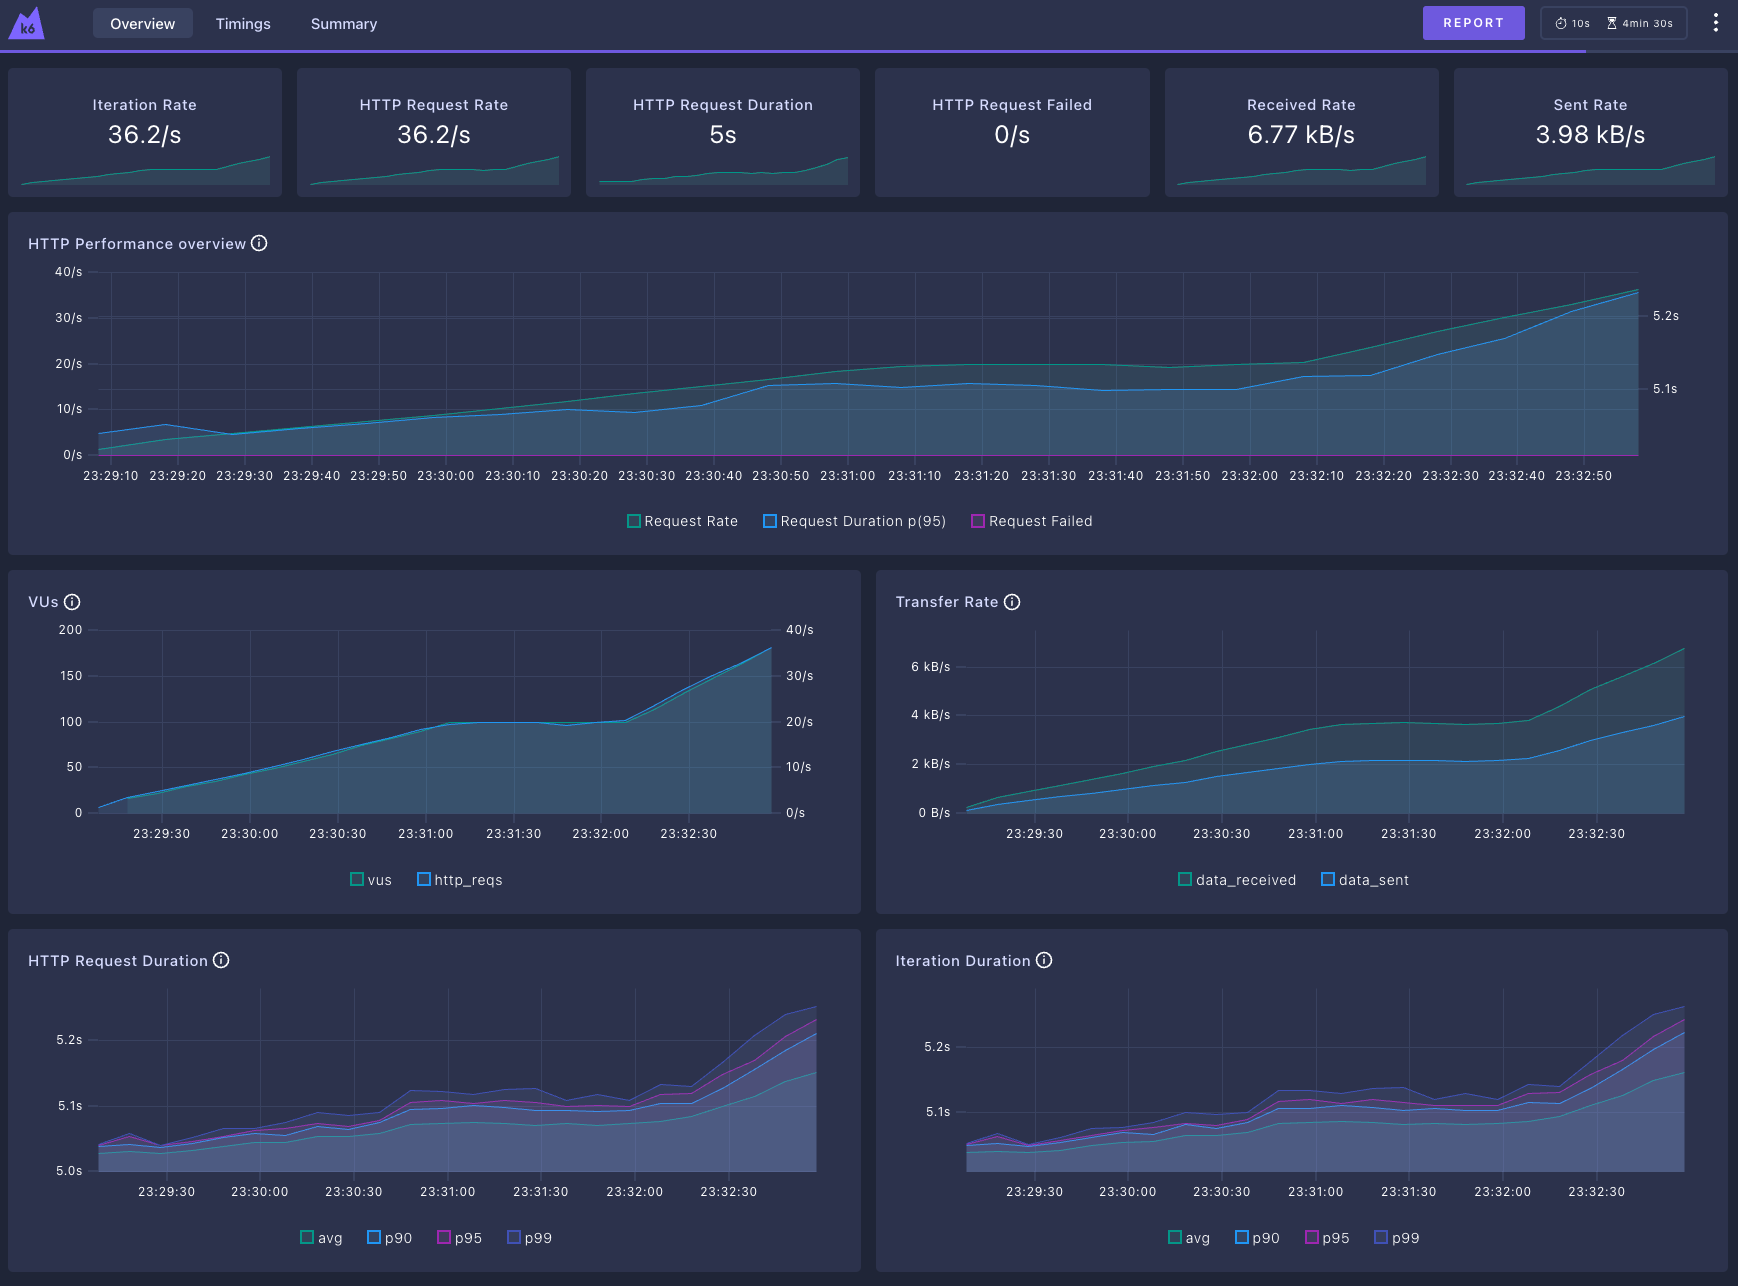 k6
Overview
Timings
Summary
REPORT
10s
4min 30s
Iteration Rate
36.2/s
HTTP Request Rate
36.2/s
HTTP Request Duration
5s
HTTP Request Failed
0/s
Received Rate
6.77 kB/s
Sent Rate
3.98 kB/s
HTTP Performance overview
40/s
30/s
20/s
10/s
0/s
5.2s
5.1s
23:29:10 23:29:20 23:29:30 23:29:40 23:29:50 23:30:00 23:30:10 23:30:20 23:30:30 23:30:40 23:30:50 23:31:00 23:31:10 23:31:20 23:31:30 23:31:40 23:31:50 23:32:00 23:32:10 23:32:20 23:32:30 23:32:40 23:32:50
Request Rate Request Duration p(95) Request Failed
VUs
200
150
100
50
0
40/s
30/s
20/s
10/s
0/s
23:29:30 23:30:00 23:30:30 23:31:00 23:31:30 23:32:00 23:32:30
vus http_reqs
Transfer Rate
6 kB/s
4 kB/s
2 kB/s
0 B/s
23:29:30 23:30:00 23:30:30 23:31:00 23:31:30 23:32:00 23:32:30
data_received data_sent
HTTP Request Duration
5.2s
5.1s
5.0s
23:29:30 23:30:00 23:30:30 23:31:00 23:31:30 23:32:00 23:32:30
avg p90 p95 p99
Iteration Duration
5.2s
5.1s
23:29:30 23:30:00 23:30:30 23:31:00 23:31:30 23:32:00 23:32:30
avg p90 p95 p99